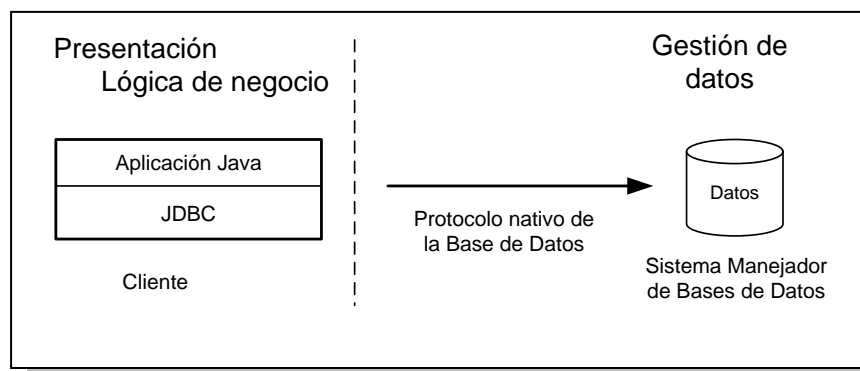 Presentación
Lógica de negocio
Gestión de
datos
Aplicación Java
JDBC
Cliente
Protocolo nativo de
la Base de Datos
Datos
Sistema Manejador
de Bases de Datos